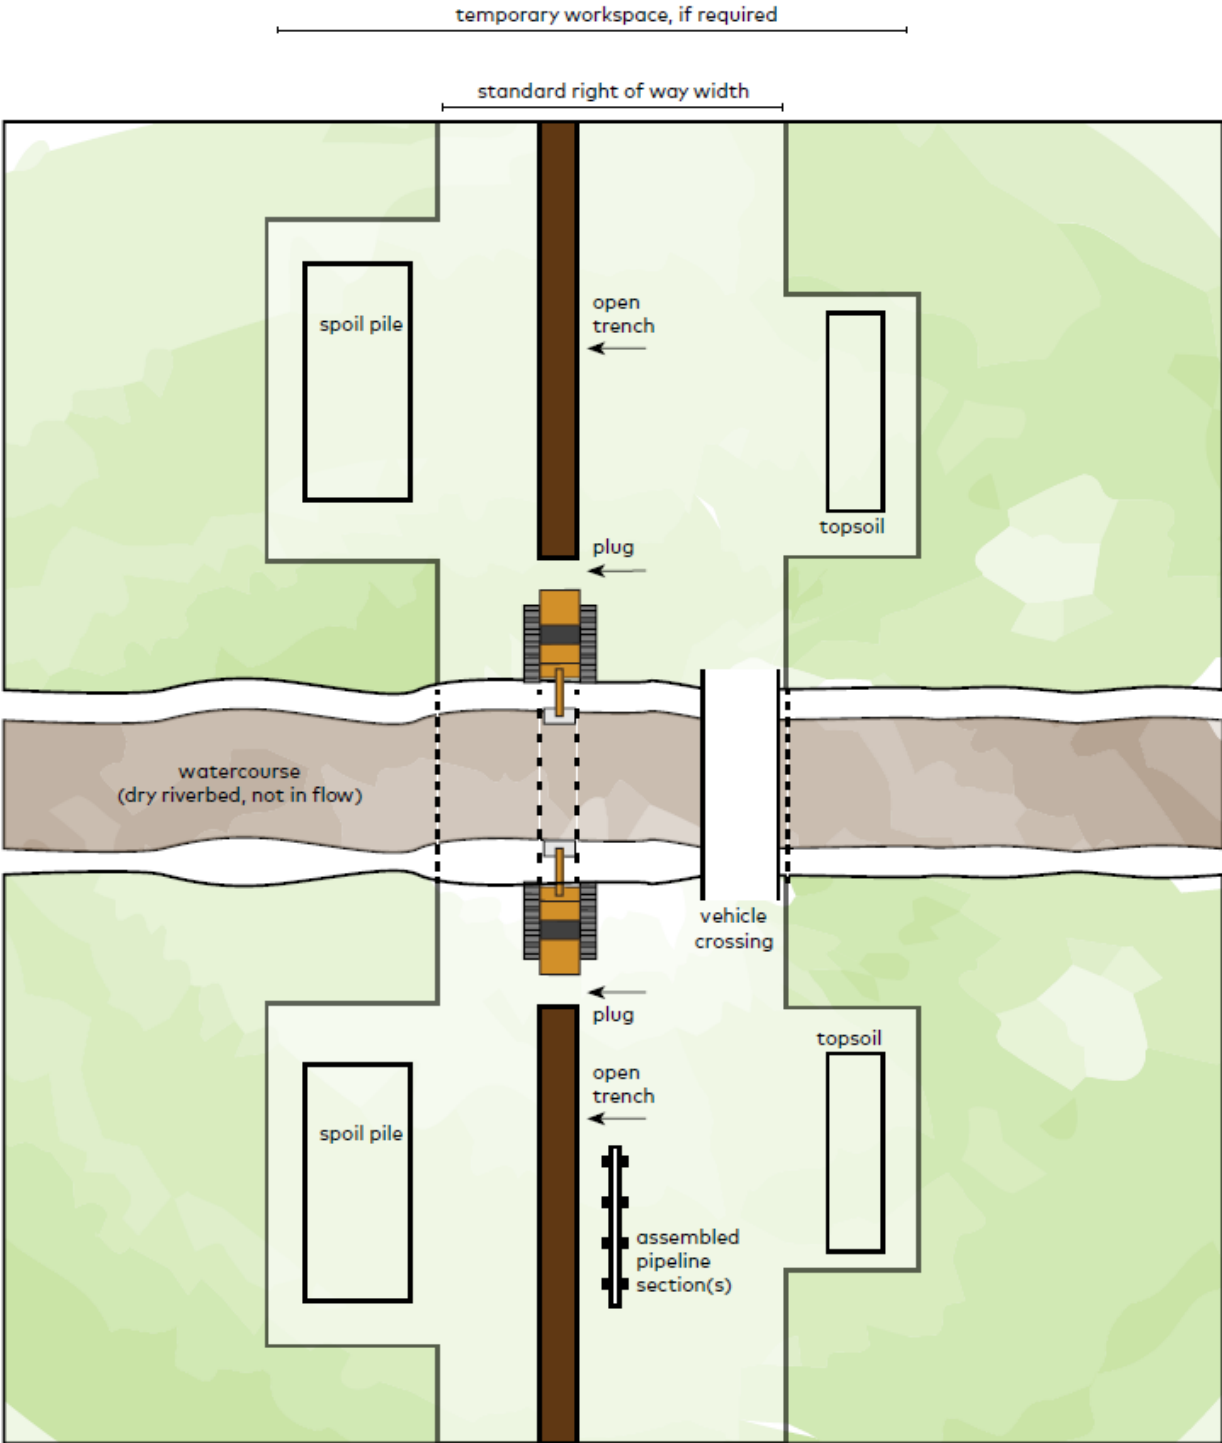 temporary workspace, if required
standard right of way width
open
trench
spoil pile
topsoil
plug
watercourse
(dry riverbed, not in flow)
vehicle
crossing
plug
topsoil
open
trench
spoil pile
assembled
pipeline
section(s)